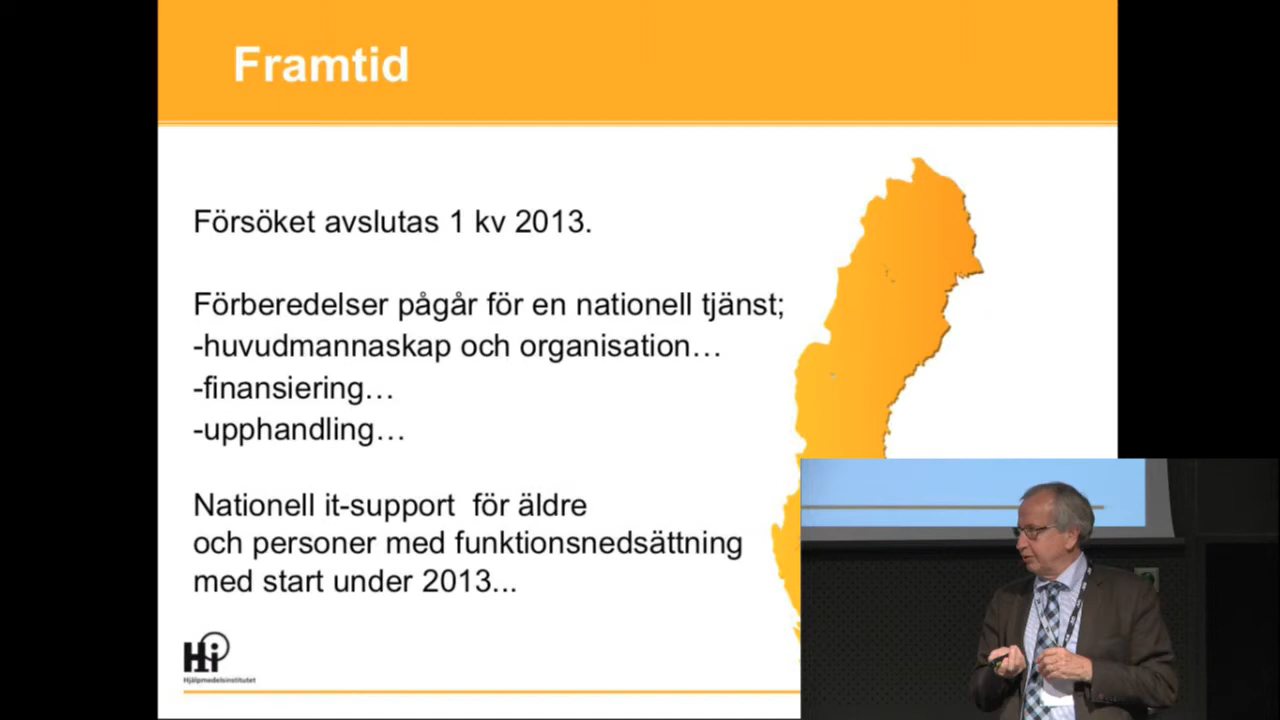 Framtid
Försöket avslutas 1 kv 2013.
Förberedelser pågår för en nationell tjänst;
-huvudmannaskap och organisation…
-finansiering…
-upphandling…
Nationell it-support för äldre
och personer med funktionsnedsättning
med start under 2013...
Hi
Hjälpmedelsinstitutet